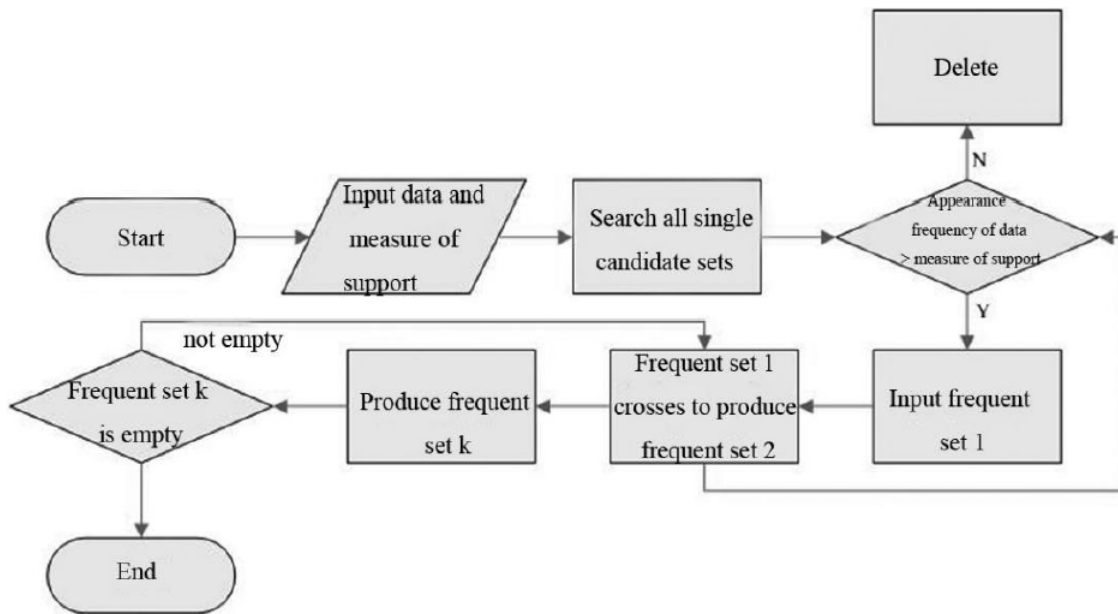 Delete
N
Start
Input data and
measure of
support
Search all single
candidate sets
Appearance
frequency of data
> measure of support
Y
not empty
Frequent set k
is empty
Produce frequent
set k
Frequent set 1
crosses to produce
frequent set 2
Input frequent
set 1
End